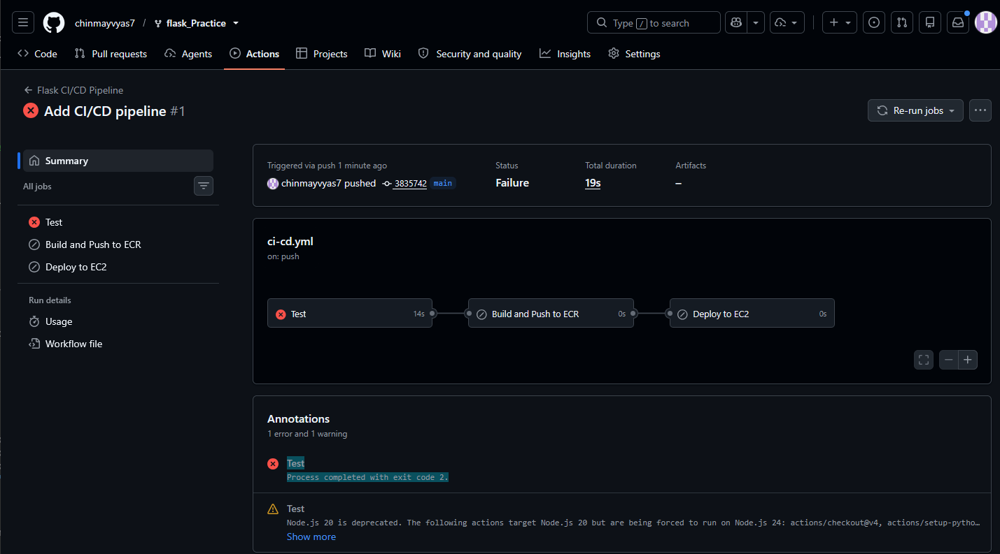 chinmayvyas7 / flask_Practice
Type / to search
Code Pull requests Agents Actions Projects Wiki Security and quality Insights Settings
Flask CI/CD Pipeline
Add CI/CD pipeline #1
Re-run jobs
Summary
All jobs
Test
Build and Push to ECR
Deploy to EC2
Run details
Usage
Workflow file
Triggered via push 1 minute ago
chinmayvyas7 pushed 3835742 main
Status
Failure
Total duration
19s
Artifacts
–
ci-cd.yml
on: push
Test 14s
Build and Push to ECR 0s
Deploy to EC2 0s
Annotations
1 error and 1 warning
Test
Process completed with exit code 2.
Test
Node.js 20 is deprecated. The following actions target Node.js 20 but are being forced to run on Node.js 24: actions/checkout@v4, actions/setup-pytho…
Show more